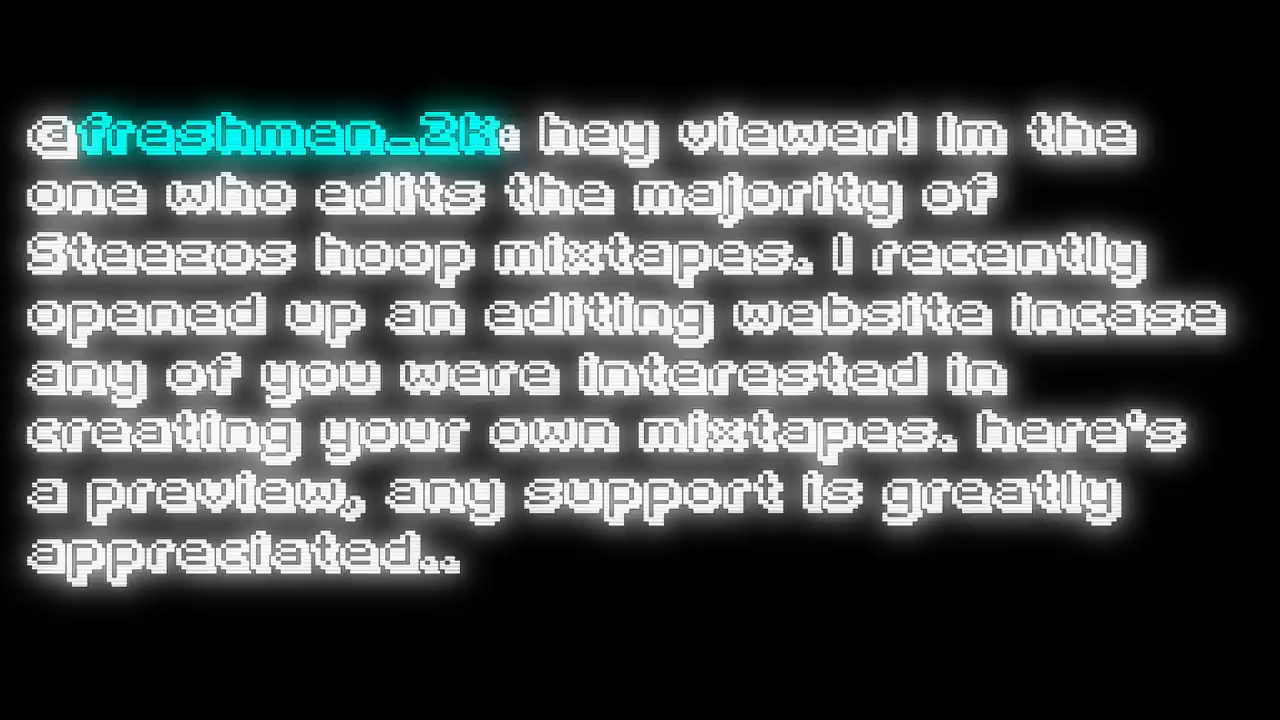 @freshmen_2K: hey viewer! Im the
one who edits the majority of
Steezos hoop mixtapes. I recently
opened up an editing website incase
any of you were interested in
creating your own mixtapes. here's
a preview, any support is greatly
appreciated..